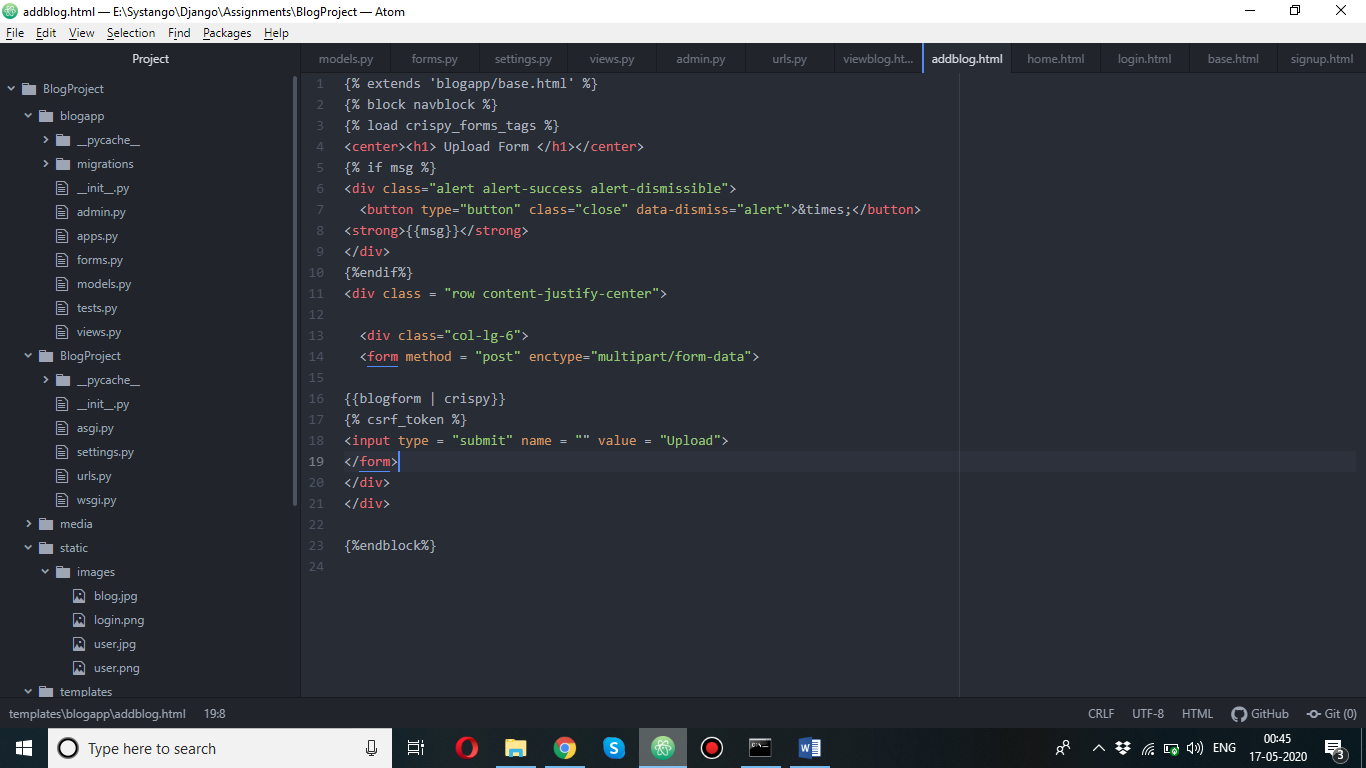 addblog.html — E:\Systango\Django\Assignments\BlogProject — Atom
File Edit View Selection Find Packages Help
Project
models.py forms.py settings.py views.py admin.py urls.py viewblog.ht... addblog.html home.html login.html base.html signup.html
BlogProject
blogapp
__pycache__
migrations
__init__.py
admin.py
apps.py
forms.py
models.py
tests.py
views.py
BlogProject
__pycache__
__init__.py
asgi.py
settings.py
urls.py
wsgi.py
media
static
images
blog.jpg
login.png
user.jpg
user.png
templates
1 {% extends 'blogapp/base.html' %}
2 {% block navblock %}
3 {% load crispy_forms_tags %}
4 <center><h1> Upload Form </h1></center>
5 {% if msg %}
6 <div class="alert alert-success alert-dismissible">
7 <button type="button" class="close" data-dismiss="alert">&times;</button>
8 <strong>{{msg}}</strong>
9 </div>
10 {%endif%}
11 <div class = "row content-justify-center">
12
13 <div class="col-lg-6">
14 <form method = "post" enctype="multipart/form-data">
15
16 {{blogform | crispy}}
17 {% csrf_token %}
18 <input type = "submit" name = "" value = "Upload">
19 </form>
20 </div>
21 </div>
22
23 {%endblock%}
24
templates\blogapp\addblog.html 19:8 CRLF UTF-8 HTML GitHub Git (0)
Type here to search
ENG
00:45
17-05-2020
3